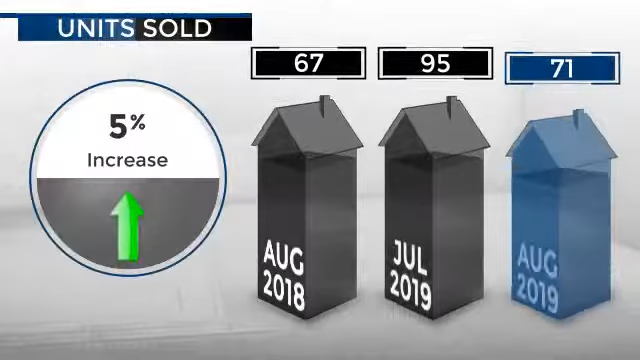 UNITS SOLD
67
95
71
5%
Increase
AUG
2018
JUL
2019
AUG
2019